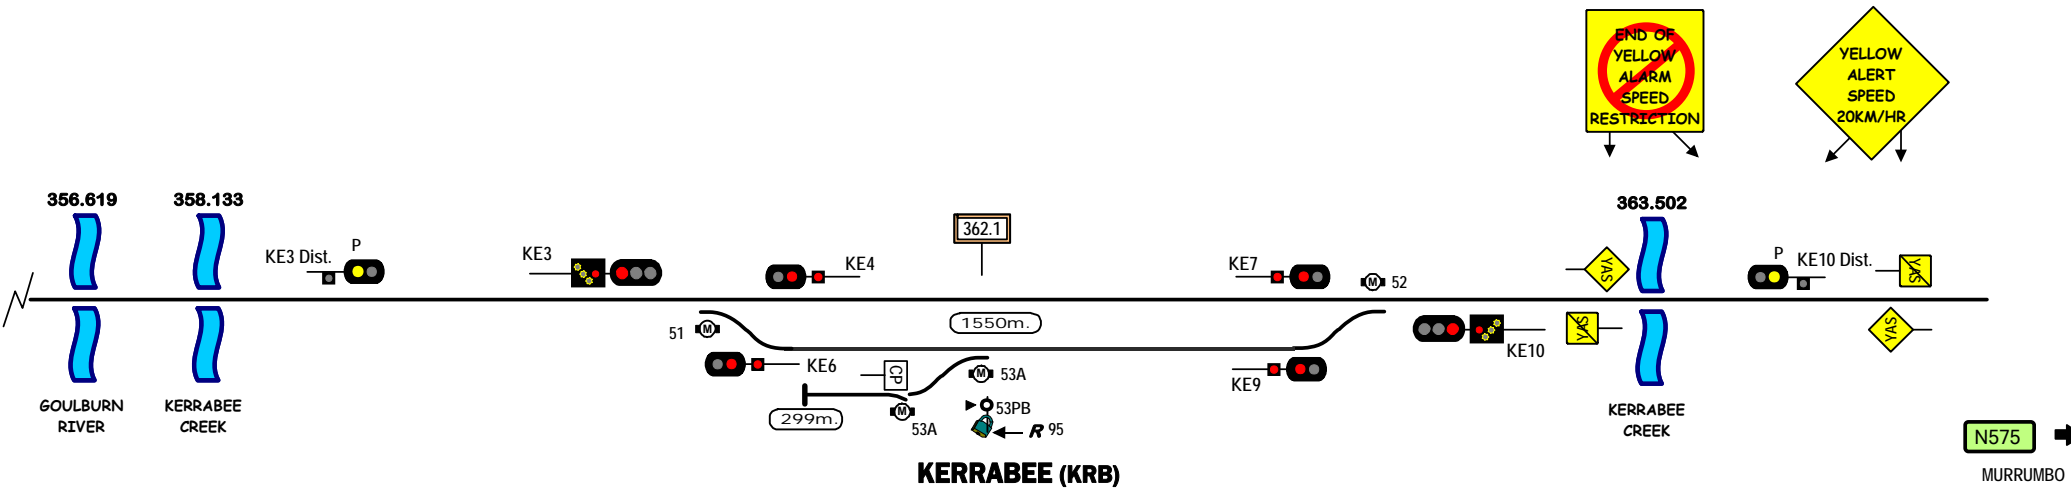 END OF
YELLOW
ALARM
SPEED
RESTRICTION
YELLOW
ALERT
SPEED
20KM/HR
356.619
358.133
363.502
362.1
KE3 Dist.
P
KE3
KE4
KE7
52
YAS
P
KE10 Dist.
YAS
M
1550m.
51
M
YAS
YAS
KE10
KE6
CP
M
53A
KE9
299m.
M
53A
53PB
R 95
GOULBURN
RIVER
KERRABEE
CREEK
KERRABEE
CREEK
N575
MURRUMBO
KERRABEE (KRB)